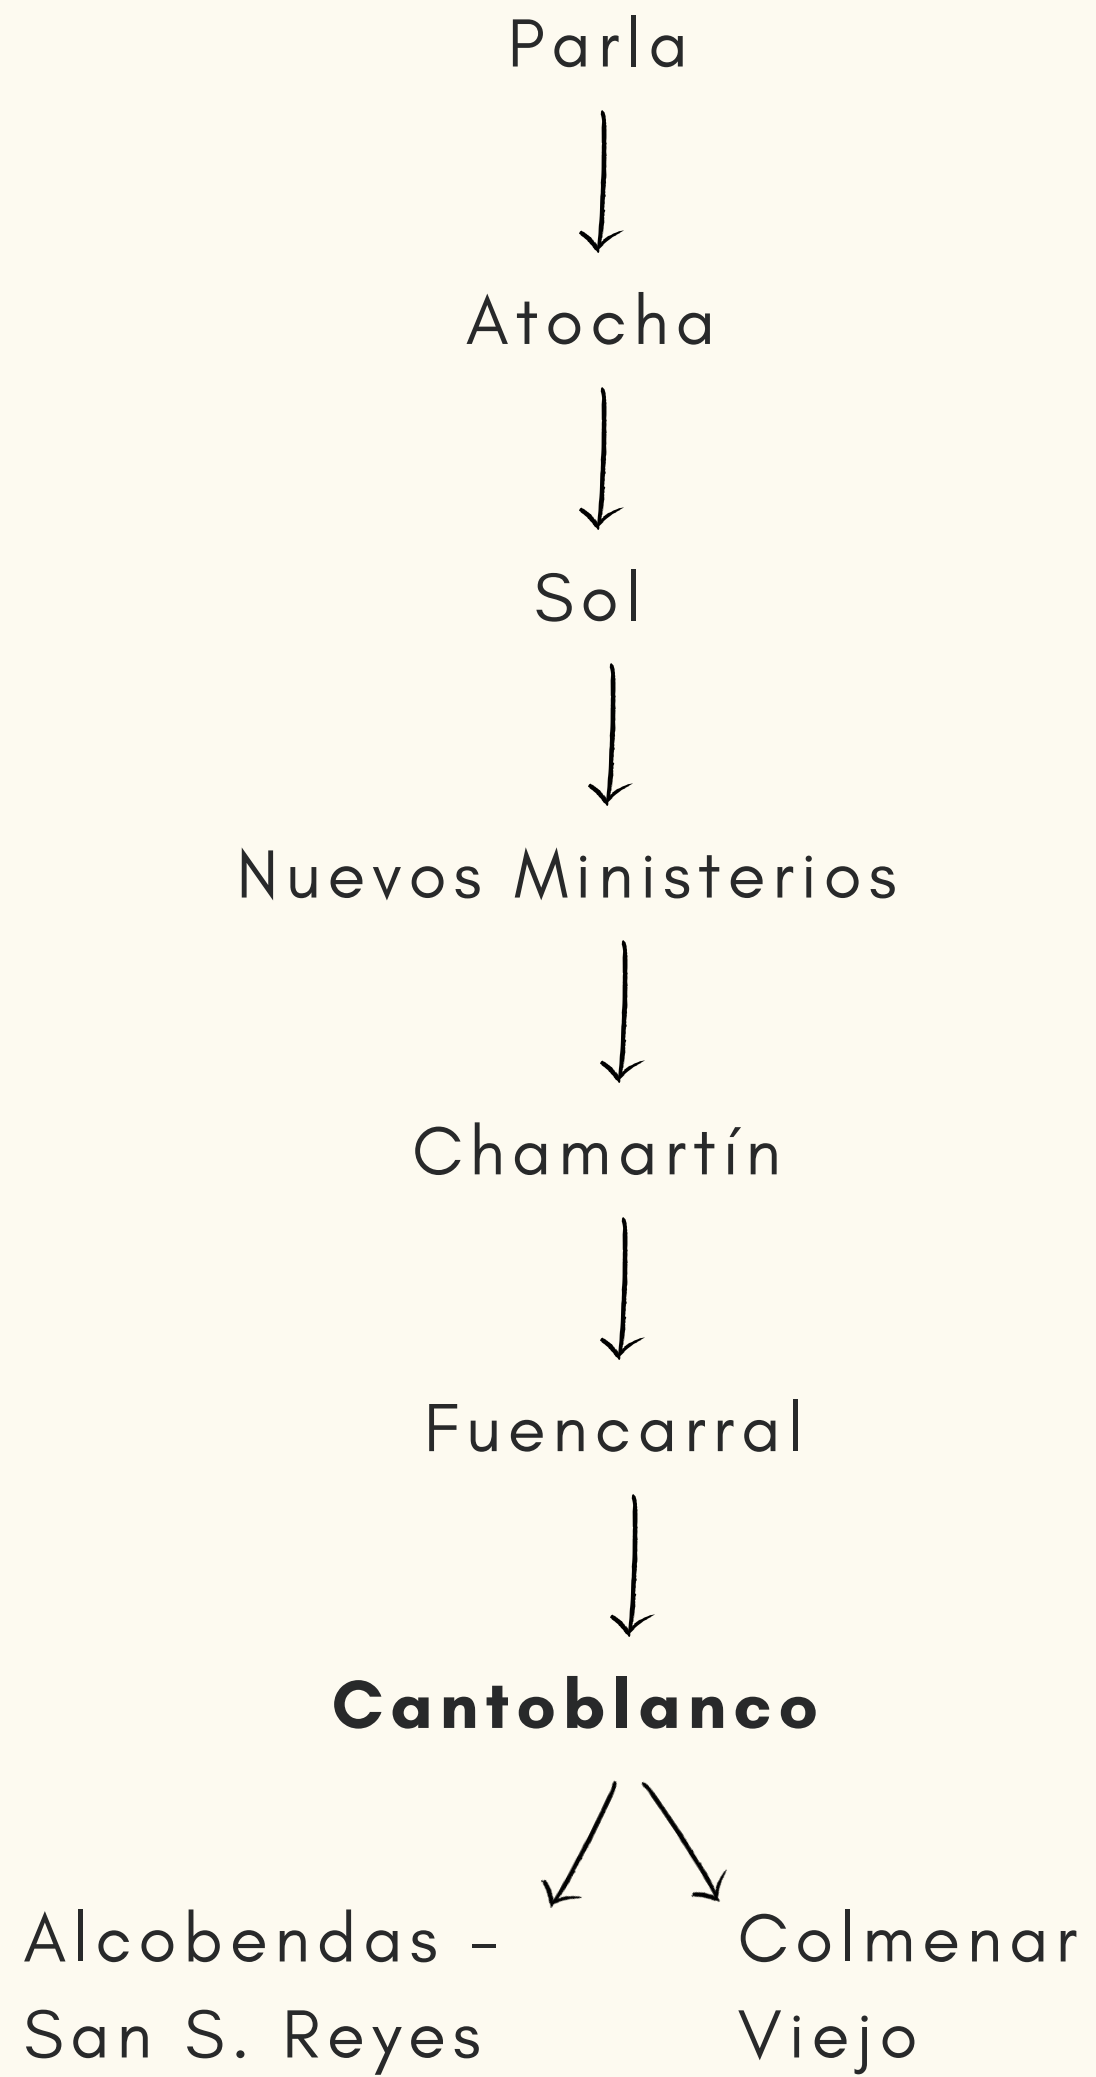 Parla
Atocha
Sol
Nuevos Ministerios
Chamartín
Fuencarral
Cantoblanco
Alcobendas -
San S. Reyes
Colmenar
Viejo